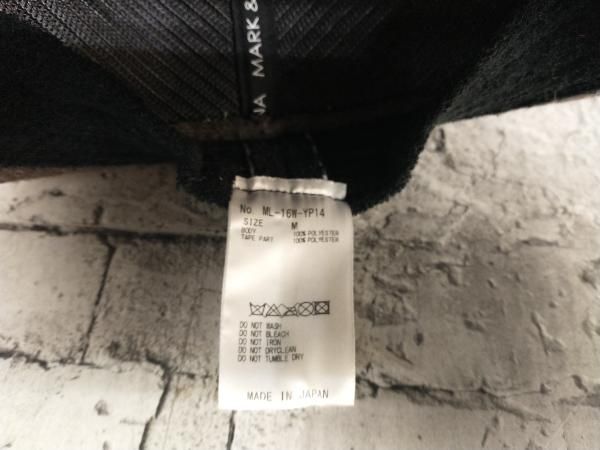 NA MARK &
No. ML-16W-YP14
SIZE M
BODY 100% POLYESTER
TAPE PART 100% POLYESTER
DO NOT WASH
DO NOT BLEACH
DO NOT IRON
DO NOT DRYCLEAN
DO NOT TUMBLE DRY
MADE IN JAPAN